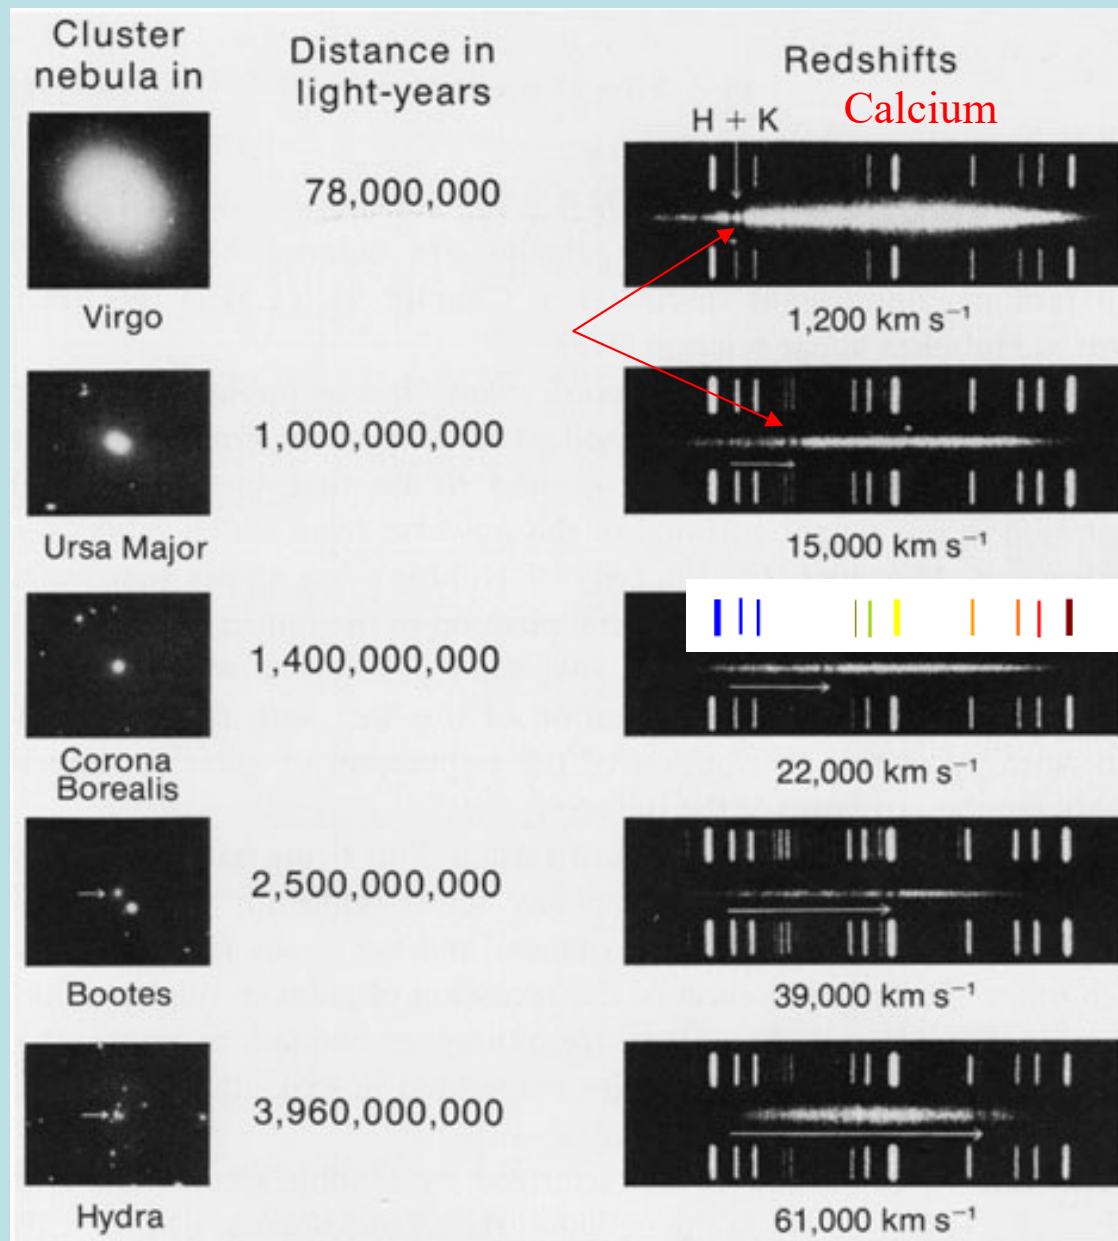 Cluster
nebula in
Distance in
light-years
Redshifts
Calcium
H + K
78,000,000
Virgo
1,200 km s⁻¹
1,000,000,000
Ursa Major
15,000 km s⁻¹
1,400,000,000
Corona
Borealis
22,000 km s⁻¹
2,500,000,000
Bootes
39,000 km s⁻¹
3,960,000,000
Hydra
61,000 km s⁻¹